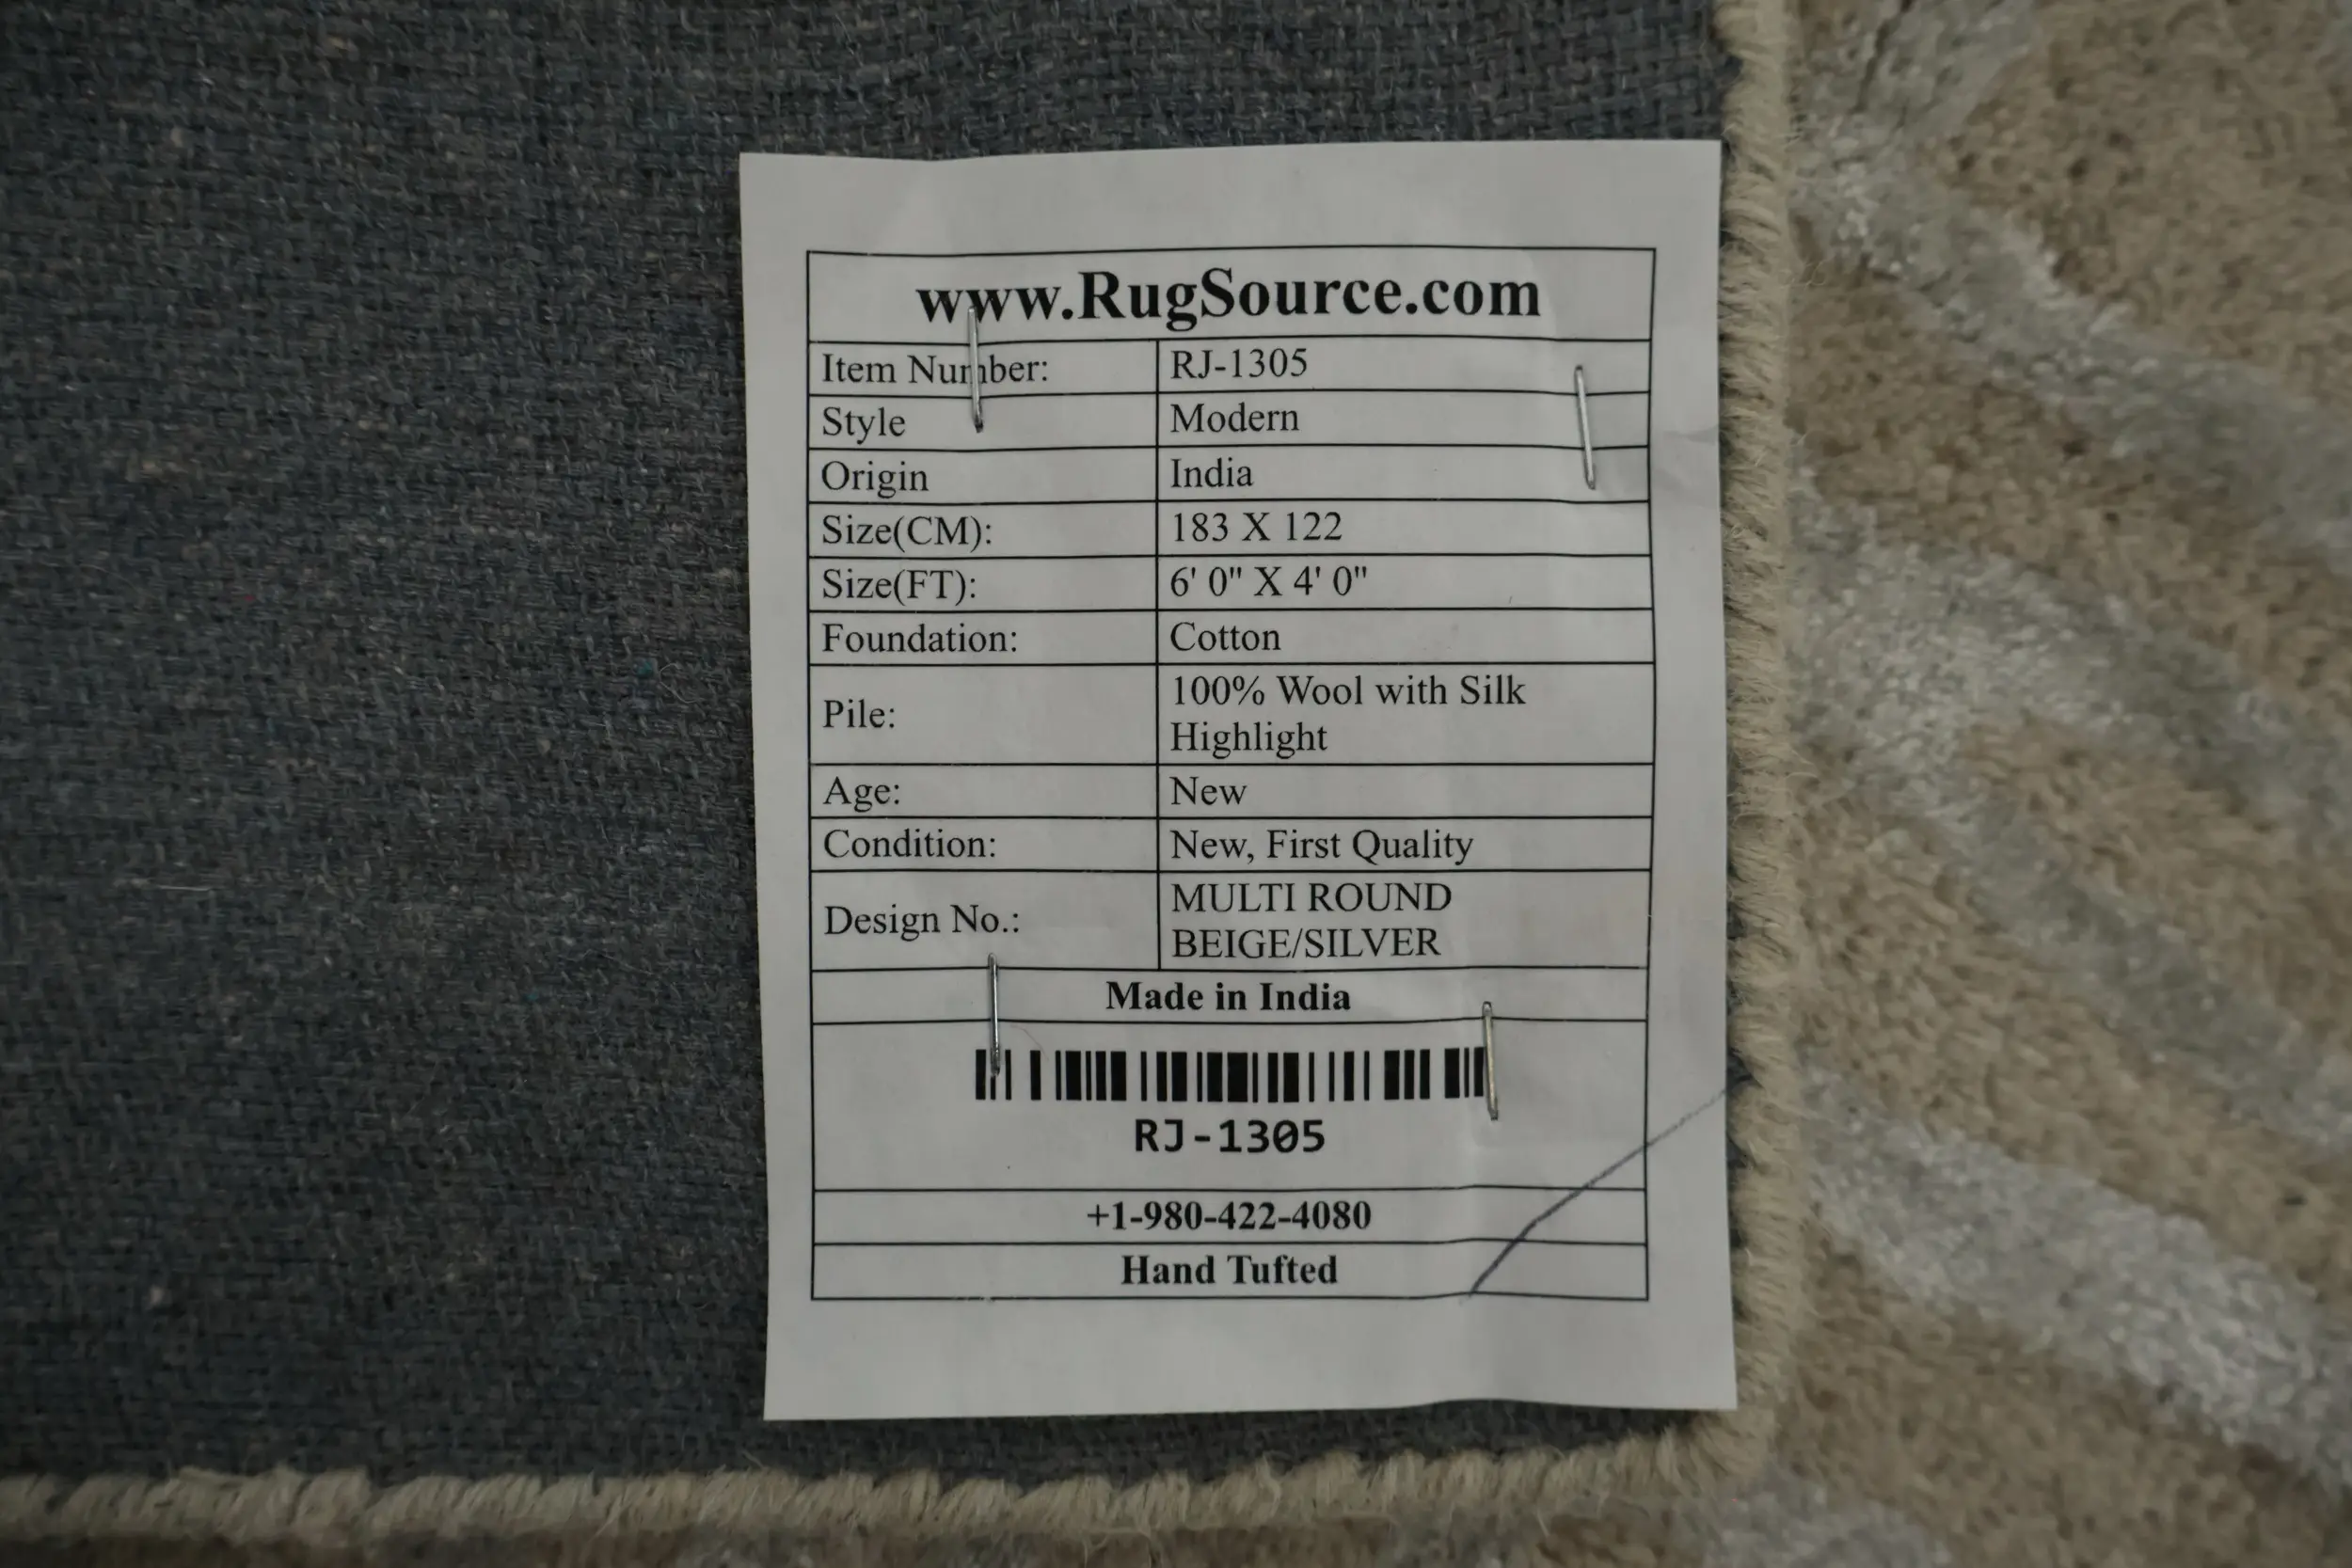 www.RugSource.com
Item Number: RJ-1305
Style Modern
Origin India
Size(CM): 183 X 122
Size(FT): 6' 0" X 4' 0"
Foundation: Cotton
Pile: 100% Wool with Silk
Highlight
Age: New
Condition: New, First Quality
Design No.: MULTI ROUND
BEIGE/SILVER
Made in India
RJ-1305
+1-980-422-4080
Hand Tufted